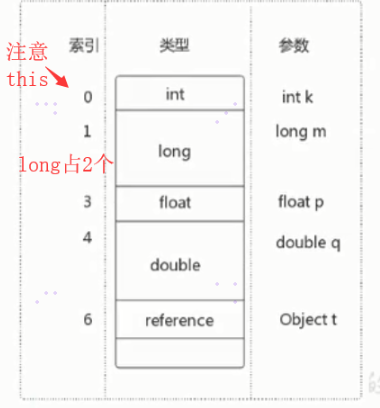 索引 类型 参数
注意
this
0 int int k
1 long long m
long占2个
3 float float p
4 double double q
6 reference Object t